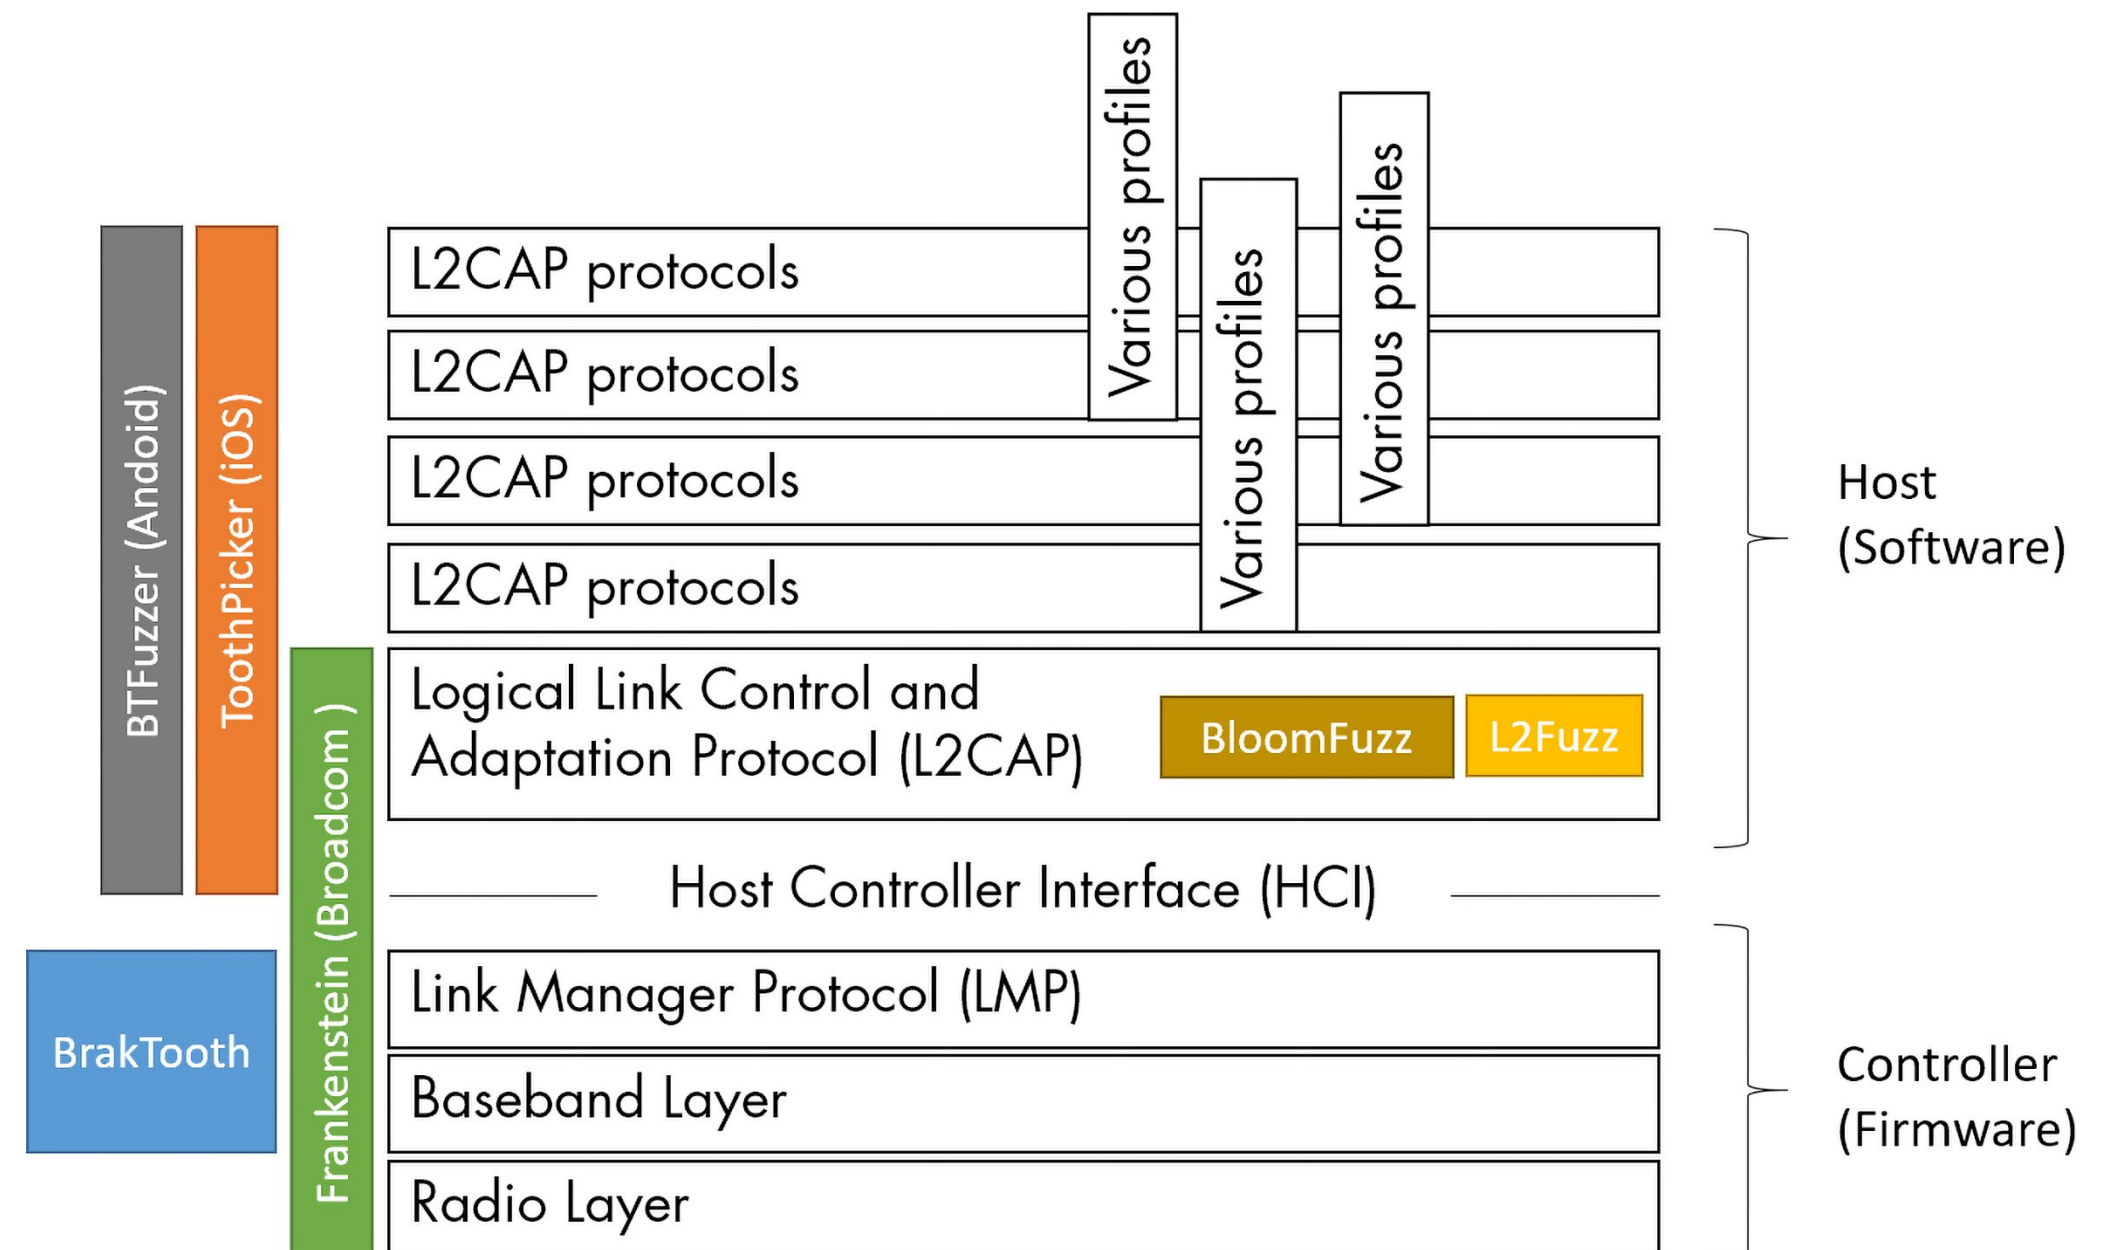 Various profiles
Various profiles
Various profiles
L2CAP protocols
L2CAP protocols
L2CAP protocols
L2CAP protocols
BTFuzzer (Andoid)
ToothPicker (iOS)
Host
(Software)
Logical Link Control and
Adaptation Protocol (L2CAP)
BloomFuzz
L2Fuzz
Frankenstein (Broadcom )
Host Controller Interface (HCI)
Link Manager Protocol (LMP)
BrakTooth
Baseband Layer
Controller
(Firmware)
Radio Layer